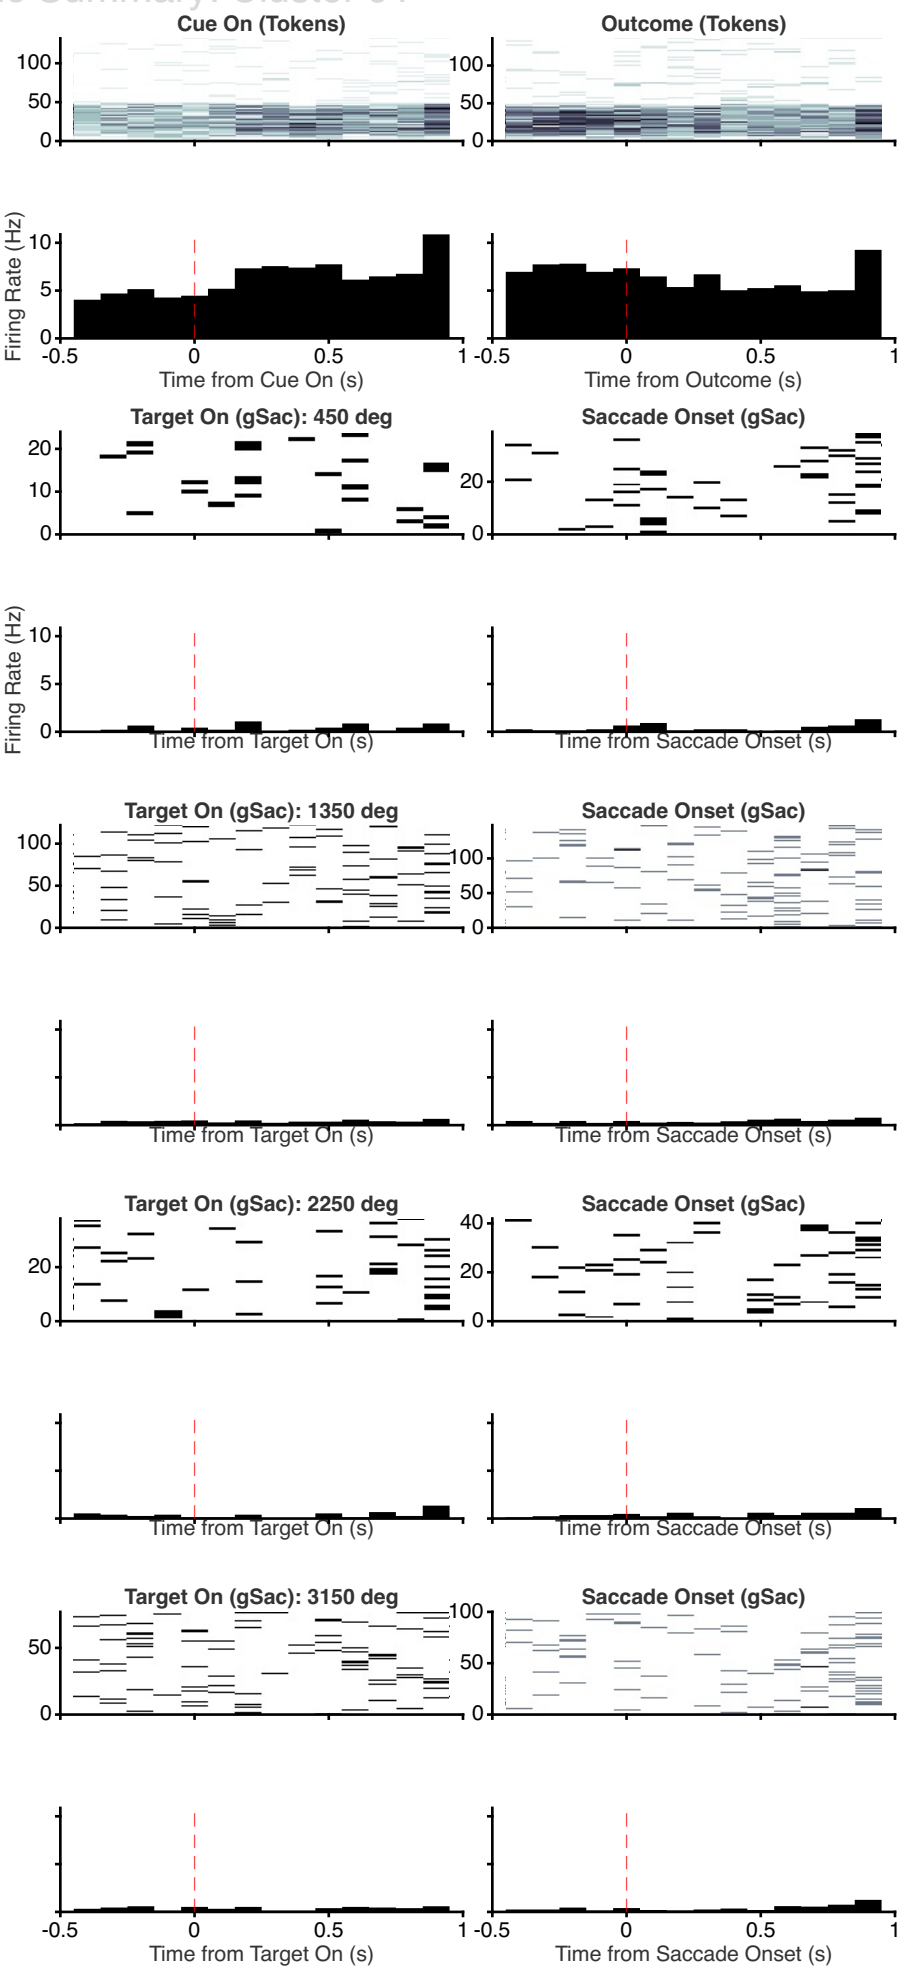 Summary: Cluster
Cue On (Tokens) Outcome (Tokens)
100 100
50 50
0 0
10
5
0
Firing Rate (Hz)
-0.5 0 0.5 1 -0.5 0 0.5 1
Time from Cue On (s) Time from Outcome (s)
Target On (gSac): 450 deg Saccade Onset (gSac)
20
10 20
0 0
10
5
0
Firing Rate (Hz)
Time from Target On (s) Time from Saccade Onset (s)
Target On (gSac): 1350 deg Saccade Onset (gSac)
100 100
50 50
0 0
Time from Target On (s) Time from Saccade Onset (s)
Target On (gSac): 2250 deg Saccade Onset (gSac)
40
20 20
0 0
Time from Target On (s) Time from Saccade Onset (s)
Target On (gSac): 3150 deg Saccade Onset (gSac)
100
50 50
0 0
-0.5 0 0.5 1 -0.5 0 0.5 1
Time from Target On (s) Time from Saccade Onset (s)